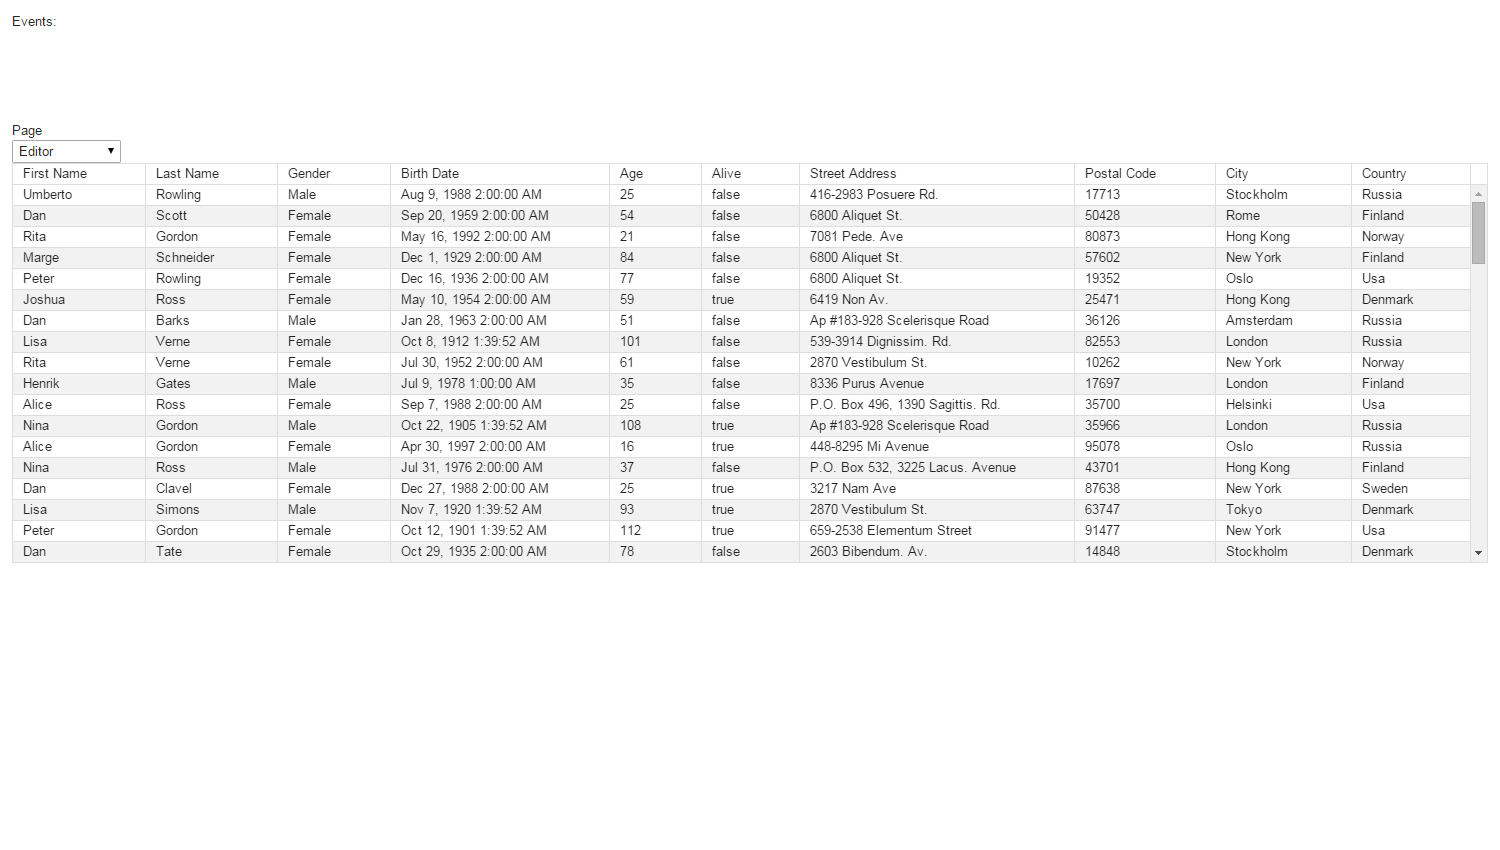 Events:
Page
Editor
First Name Last Name Gender Birth Date Age Alive Street Address Postal Code City Country
Umberto Rowling Male Aug 9, 1988 2:00:00 AM 25 false 416-2983 Posuere Rd. 17713 Stockholm Russia
Dan Scott Female Sep 20, 1959 2:00:00 AM 54 false 6800 Aliquet St. 50428 Rome Finland
Rita Gordon Female May 16, 1992 2:00:00 AM 21 false 7081 Pede. Ave 80873 Hong Kong Norway
Marge Schneider Female Dec 1, 1929 2:00:00 AM 84 false 6800 Aliquet St. 57602 New York Finland
Peter Rowling Female Dec 16, 1936 2:00:00 AM 77 false 6800 Aliquet St. 19352 Oslo Usa
Joshua Ross Female May 10, 1954 2:00:00 AM 59 true 6419 Non Av. 25471 Hong Kong Denmark
Dan Barks Male Jan 28, 1963 2:00:00 AM 51 false Ap #183-928 Scelerisque Road 36126 Amsterdam Russia
Lisa Verne Female Oct 8, 1912 1:39:52 AM 101 false 539-3914 Dignissim. Rd. 82553 London Russia
Rita Verne Female Jul 30, 1952 2:00:00 AM 61 false 2870 Vestibulum St. 10262 New York Norway
Henrik Gates Male Jul 9, 1978 1:00:00 AM 35 false 8336 Purus Avenue 17697 London Finland
Alice Ross Female Sep 7, 1988 2:00:00 AM 25 false P.O. Box 496, 1390 Sagittis. Rd. 35700 Helsinki Usa
Nina Gordon Male Oct 22, 1905 1:39:52 AM 108 true Ap #183-928 Scelerisque Road 35966 London Russia
Alice Gordon Female Apr 30, 1997 2:00:00 AM 16 true 448-8295 Mi Avenue 95078 Oslo Russia
Nina Ross Male Jul 31, 1976 2:00:00 AM 37 false P.O. Box 532, 3225 Lacus. Avenue 43701 Hong Kong Finland
Dan Clavel Female Dec 27, 1988 2:00:00 AM 25 true 3217 Nam Ave 87638 New York Sweden
Lisa Simons Male Nov 7, 1920 1:39:52 AM 93 true 2870 Vestibulum St. 63747 Tokyo Denmark
Peter Gordon Female Oct 12, 1901 1:39:52 AM 112 true 659-2538 Elementum Street 91477 New York Usa
Dan Tate Female Oct 29, 1935 2:00:00 AM 78 false 2603 Bibendum. Av. 14848 Stockholm Denmark